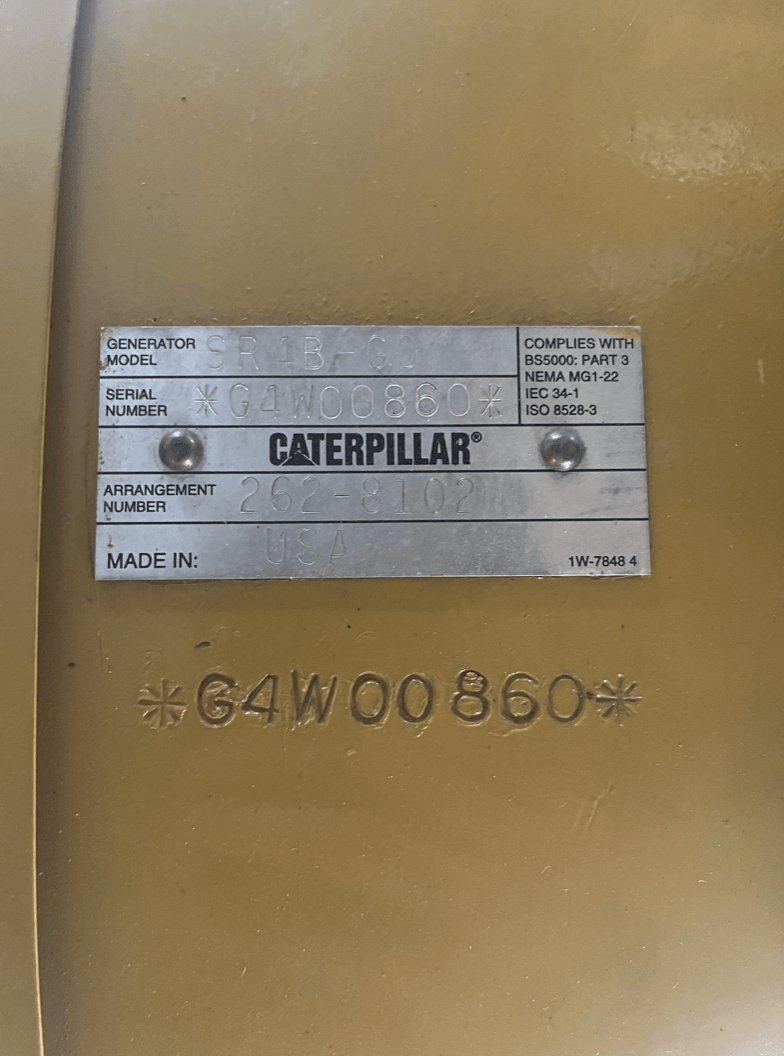 GENERATOR MODEL SR4B-GD
SERIAL NUMBER *G4W00860*
COMPLIES WITH
BS5000: PART 3
NEMA MG1-22
IEC 34-1
ISO 8528-3
CATERPILLAR®
ARRANGEMENT NUMBER 262-8102
MADE IN: USA
1W-7848 4
*G4W00860*